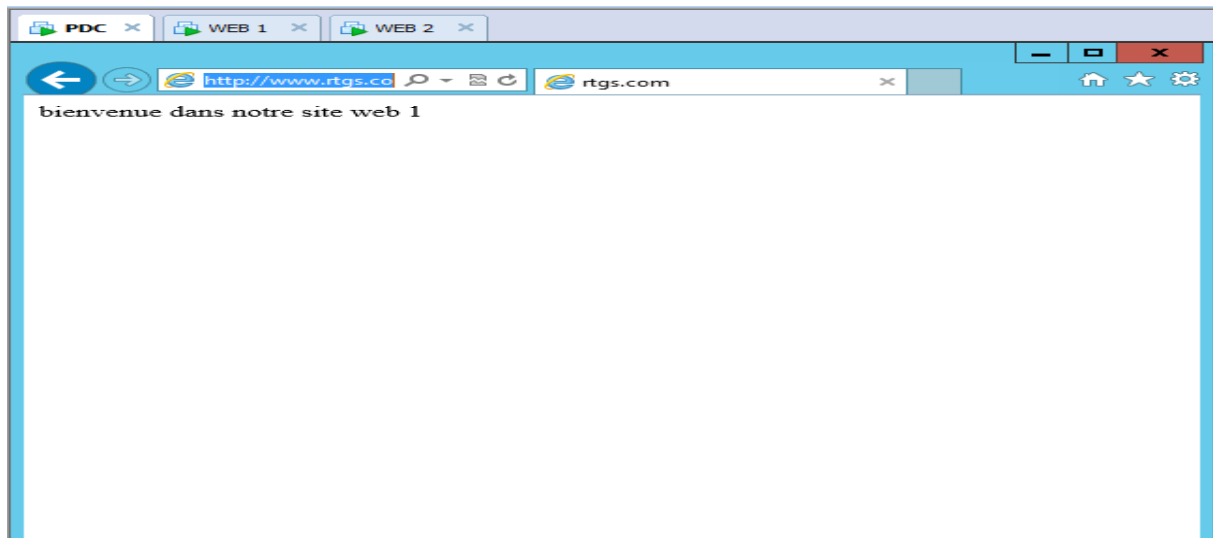 PDC
WEB 1
WEB 2
http://www.rtgs.co
rtgs.com
bienvenue dans notre site web 1